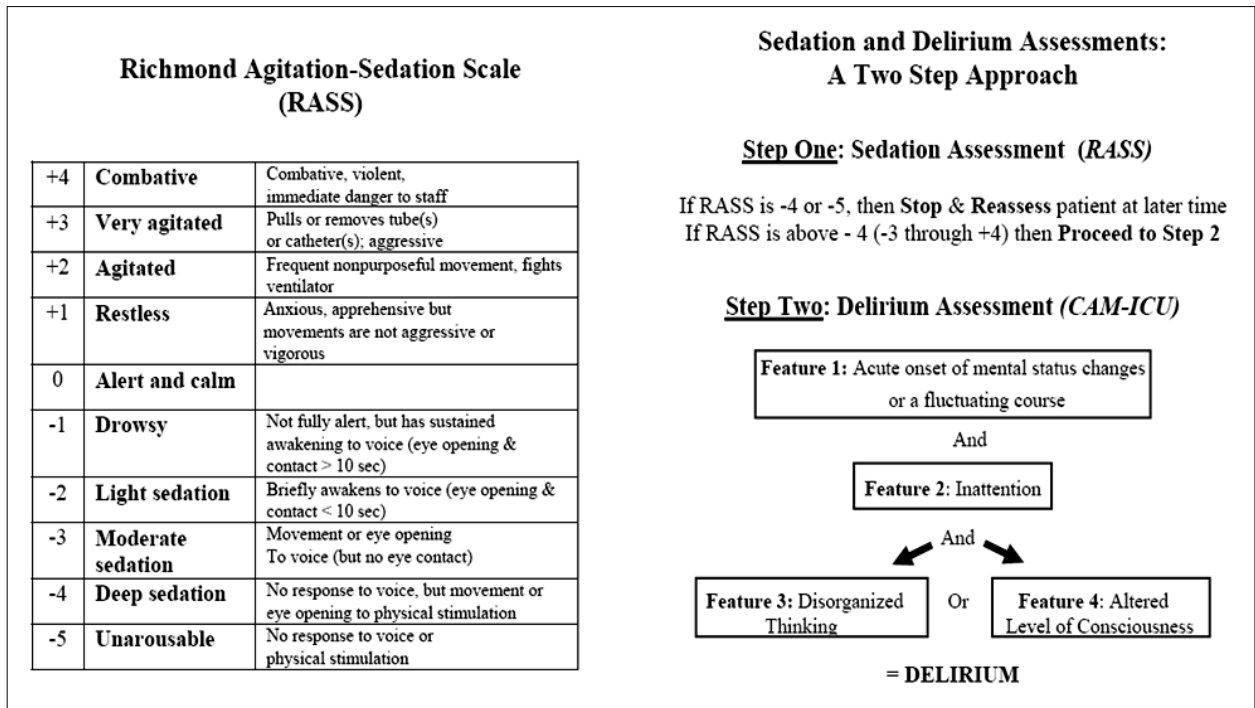 Richmond Agitation-Sedation Scale
(RASS)
+4 Combative Combative, violent,
immediate danger to staff
+3 Very agitated Pulls or removes tube(s)
or catheter(s); aggressive
+2 Agitated Frequent nonpurposeful movement, fights
ventilator
+1 Restless Anxious, apprehensive but
movements are not aggressive or
vigorous
0 Alert and calm
-1 Drowsy Not fully alert, but has sustained
awakening to voice (eye opening &
contact > 10 sec)
-2 Light sedation Briefly awakens to voice (eye opening &
contact < 10 sec)
-3 Moderate Movement or eye opening
sedation To voice (but no eye contact)
-4 Deep sedation No response to voice, but movement or
eye opening to physical stimulation
-5 Unarousable No response to voice or
physical stimulation
Sedation and Delirium Assessments:
A Two Step Approach
Step One: Sedation Assessment (RASS)
If RASS is -4 or -5, then Stop & Reassess patient at later time
If RASS is above - 4 (-3 through +4) then Proceed to Step 2
Step Two: Delirium Assessment (CAM-ICU)
Feature 1: Acute onset of mental status changes
or a fluctuating course
And
Feature 2: Inattention
And
Feature 3: Disorganized
Thinking
Or
Feature 4: Altered
Level of Consciousness
= DELIRIUM